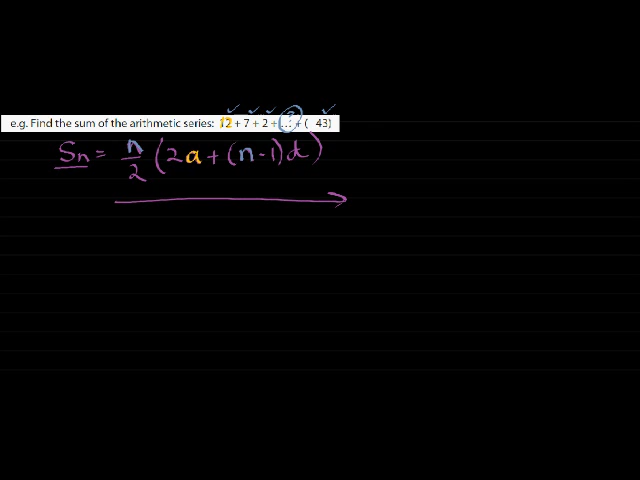 e.g. Find the sum of the arithmetic series: 12 + 7 + 2 + ... + ( 43)
?
Sn = n/2 (2a + (n - 1)d)